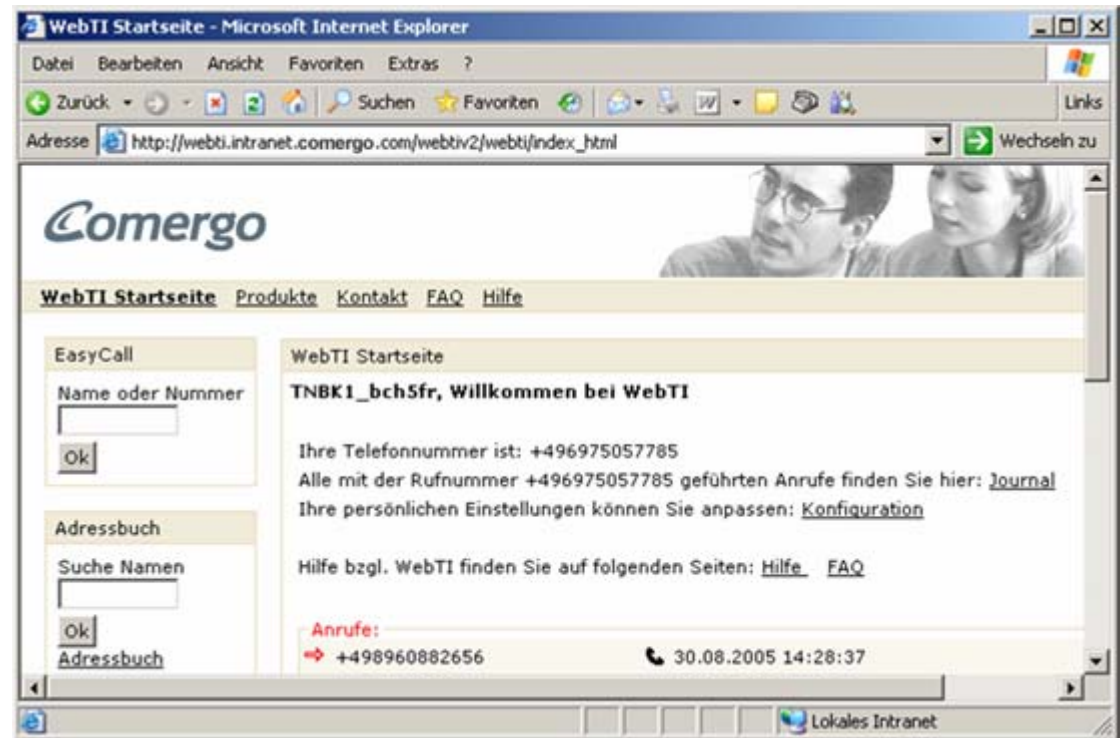 WebTI Startseite - Microsoft Internet Explorer
Datei Bearbeiten Ansicht Favoriten Extras ?
Zurück Suchen Favoriten Links
Adresse http://webti.intranet.comergo.com/webtiv2/webti/index_html Wechseln zu
Comergo
WebTI Startseite Produkte Kontakt FAQ Hilfe
EasyCall
Name oder Nummer
Ok
Adressbuch
Suche Namen
Ok
Adressbuch
WebTI Startseite
TNBK1_bch5fr, Willkommen bei WebTI
Ihre Telefonnummer ist: +496975057785
Alle mit der Rufnummer +496975057785 geführten Anrufe finden Sie hier: Journal
Ihre persönlichen Einstellungen können Sie anpassen: Konfiguration
Hilfe bzgl. WebTI finden Sie auf folgenden Seiten: Hilfe FAQ
Anrufe:
+498960882656 30.08.2005 14:28:37
Lokales Intranet